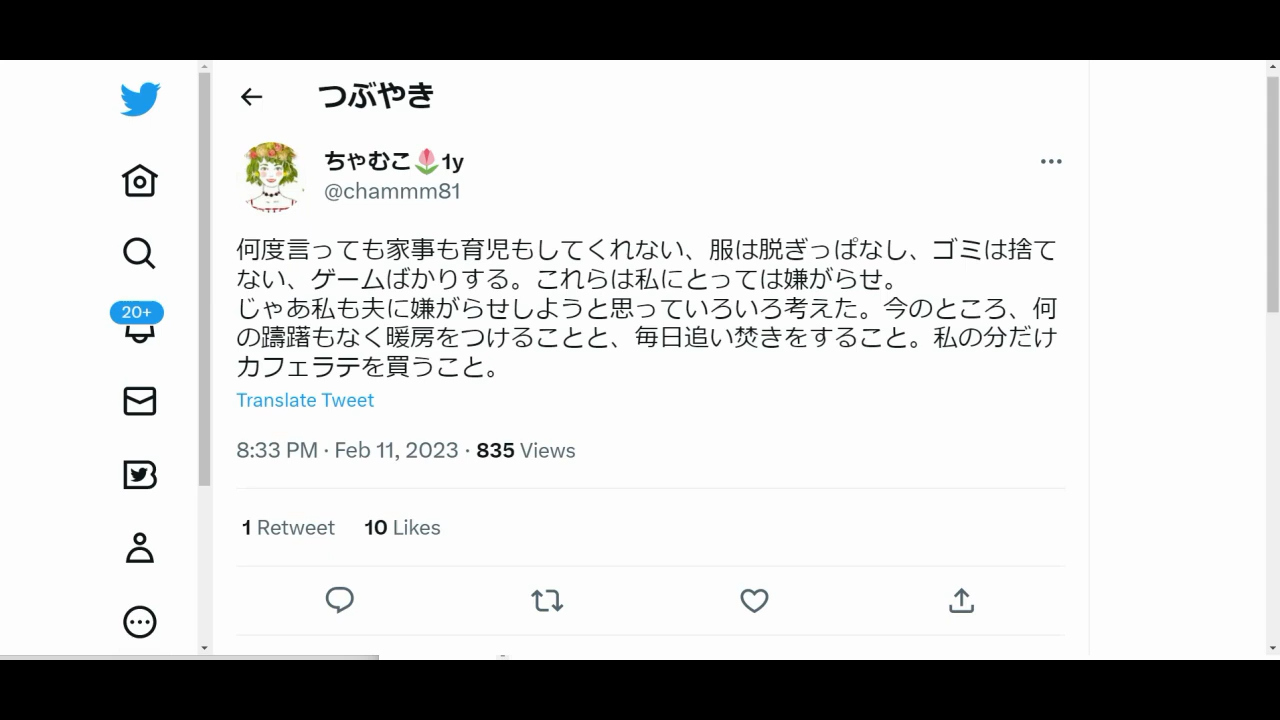 つぶやき
ちゃむこ🌷1y
@chammm81
何度言っても家事も育児もしてくれない、服は脱ぎっぱなし、ゴミは捨て
ない、ゲームばかりする。これらは私にとっては嫌がらせ。
じゃあ私も夫に嫌がらせしようと思っていろいろ考えた。今のところ、何
の躊躇もなく暖房をつけることと、毎日追い焚きをすること。私の分だけ
カフェラテを買うこと。
Translate Tweet
8:33 PM · Feb 11, 2023 · 835 Views
1 Retweet 10 Likes
20+